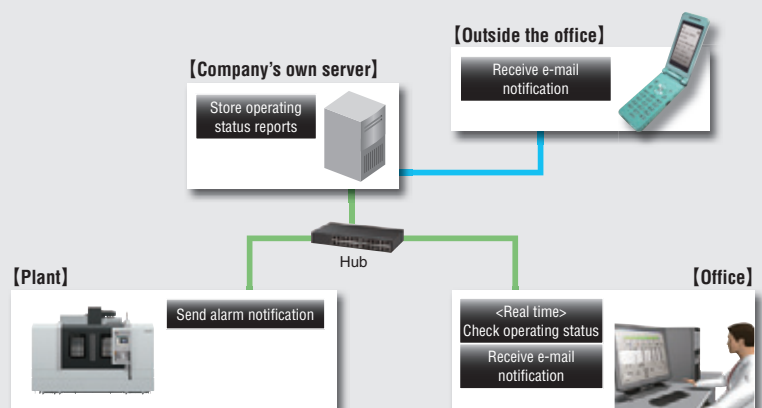 【Outside the office】
Receive e-mail
notification
【Company's own server】
Store operating
status reports
Hub
【Plant】
Send alarm notification
【Office】
<Real time>
Check operating status
Receive e-mail
notification